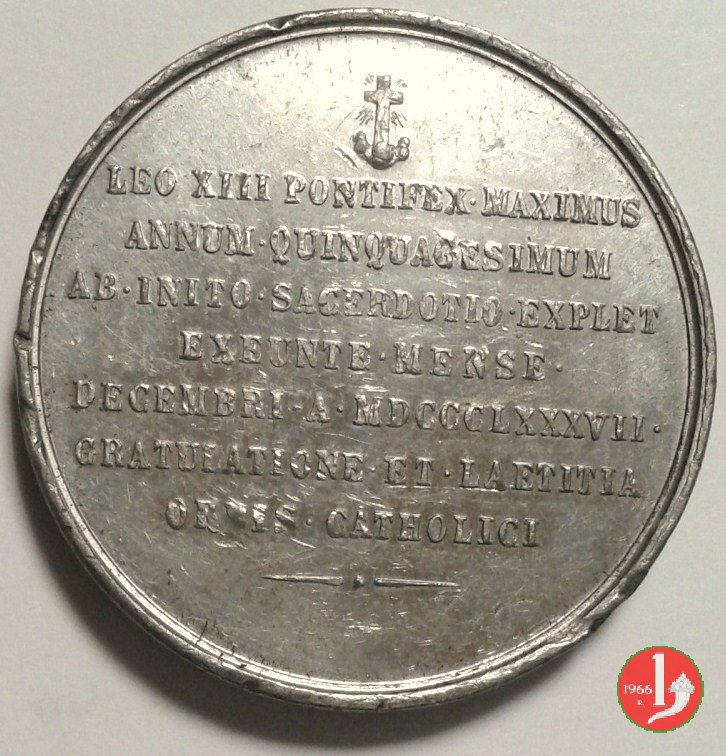 LEO XIII PONTIFEX·MAXIMUS
ANNUM·QUINQUAGESIMUM
AB·INITO·SACERDOTIO·EXPLET
EXEUNTE·MENSE·
DECEMBRI·A·MDCCCLXXXVII·
GRATULATIONE·ET·LAETITIA
ORBIS·CATHOLICI
1966
R.